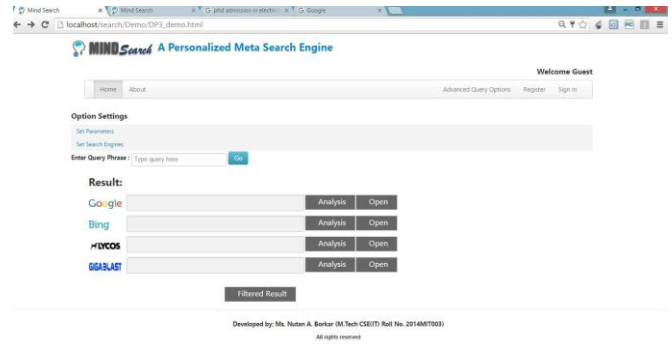 Mind Search
Mind Search
G phd admission in electri
G Google
localhost/search/Demo/DP3_demo.html
MIND Search A Personalized Meta Search Engine
Welcome Guest
Home About Advanced Query Options Register Sign In
Option Settings
Set Parameters
Set Search Engines
Enter Query Phrase : Type query here Go
Result:
Google Analysis Open
Bing Analysis Open
LYCOS Analysis Open
GIGABLAST Analysis Open
Filtered Result
Developed by: Ms. Nutan A. Borkar (M.Tech CSE(IT) Roll No. 2014MIT003)
All rights reserved